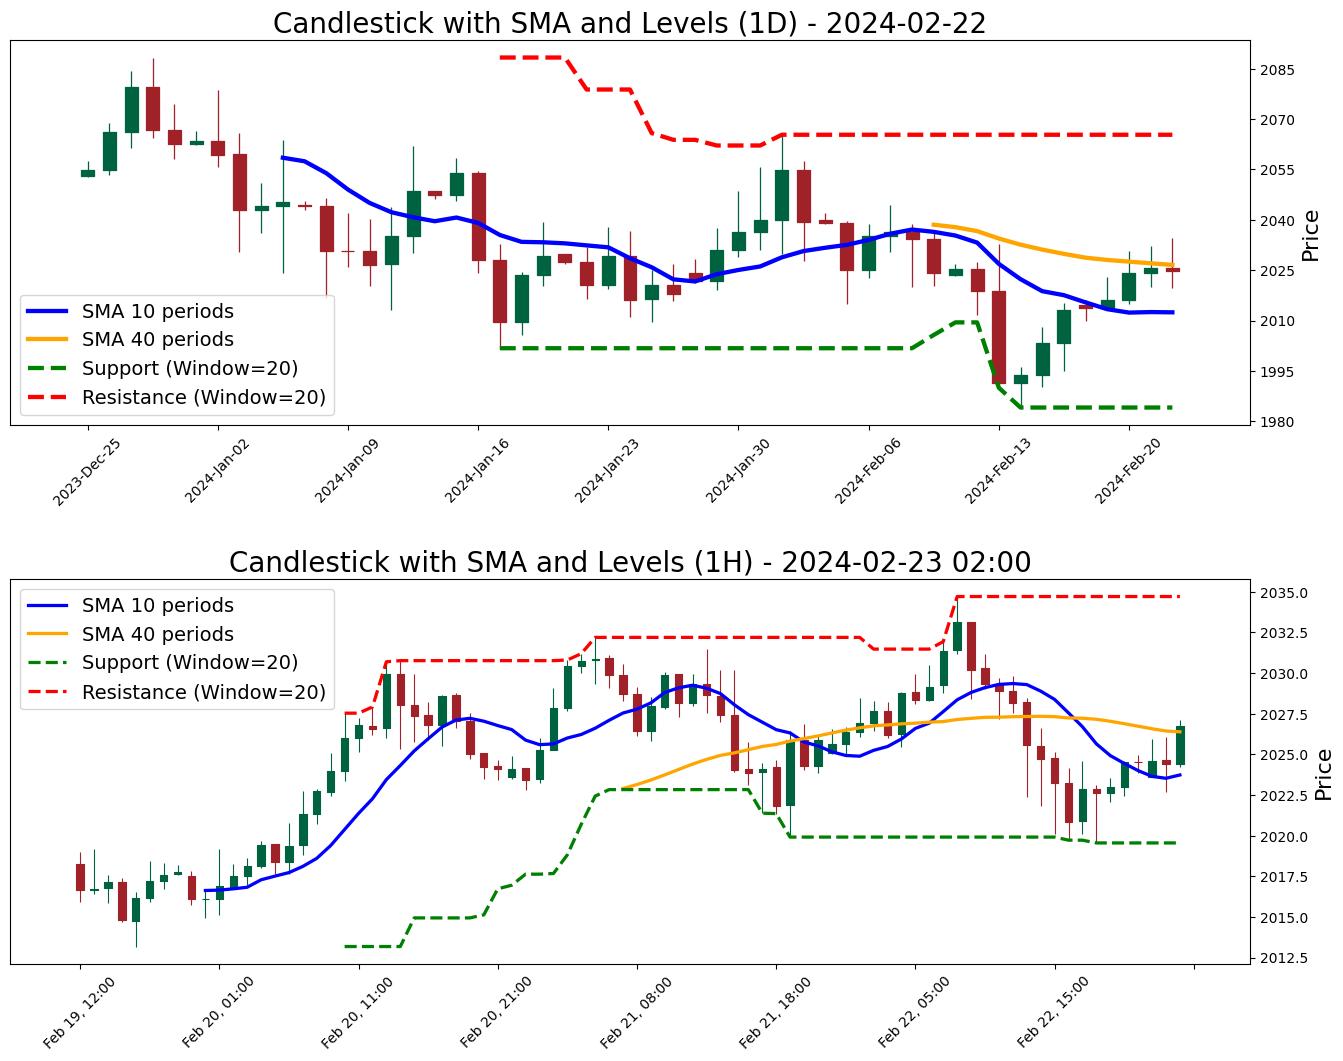 Candlestick with SMA and Levels (1D) - 2024-02-22
2085
2070
2055
2040
2025
2010
1995
1980
Price
SMA 10 periods
SMA 40 periods
Support (Window=20)
Resistance (Window=20)
2023-Dec-25
2024-Jan-02
2024-Jan-09
2024-Jan-16
2024-Jan-23
2024-Jan-30
2024-Feb-06
2024-Feb-13
2024-Feb-20
Candlestick with SMA and Levels (1H) - 2024-02-23 02:00
SMA 10 periods
SMA 40 periods
Support (Window=20)
Resistance (Window=20)
2035.0
2032.5
2030.0
2027.5
2025.0
2022.5
2020.0
2017.5
2015.0
2012.5
Price
Feb 19, 12:00
Feb 20, 01:00
Feb 20, 11:00
Feb 20, 21:00
Feb 21, 08:00
Feb 21, 18:00
Feb 22, 05:00
Feb 22, 15:00